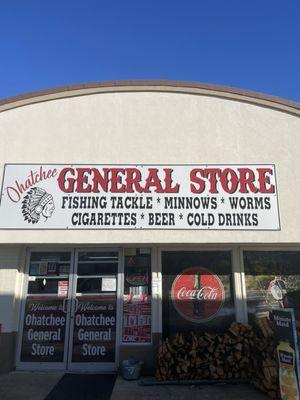 Ohatchee
GENERAL STORE
FISHING TACKLE * MINNOWS * WORMS
CIGARETTES * BEER * COLD DRINKS
Welcome to
Ohatchee
General
Store
Welcome to
Ohatchee
General
Store
Coca-Cola